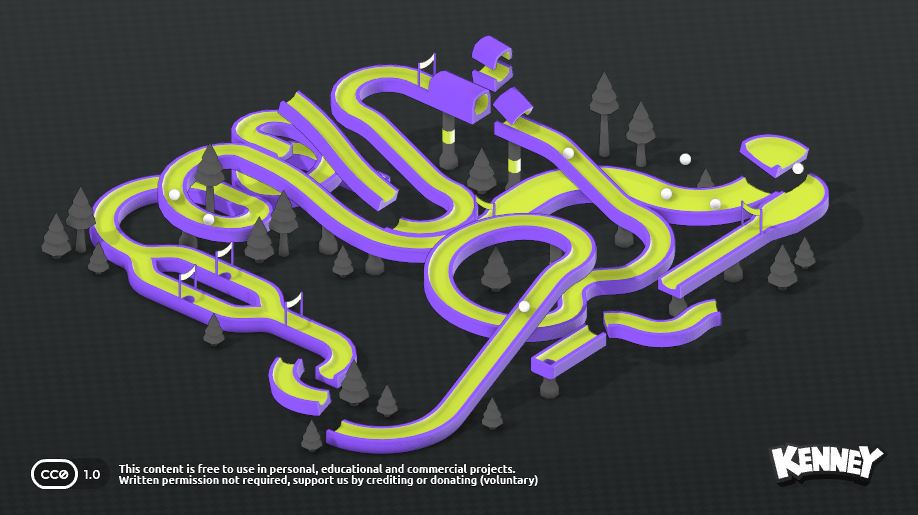 CC0 1.0
This content is free to use in personal, educational and commercial projects.
Written permission not required, support us by crediting or donating (voluntary)
KENNEY